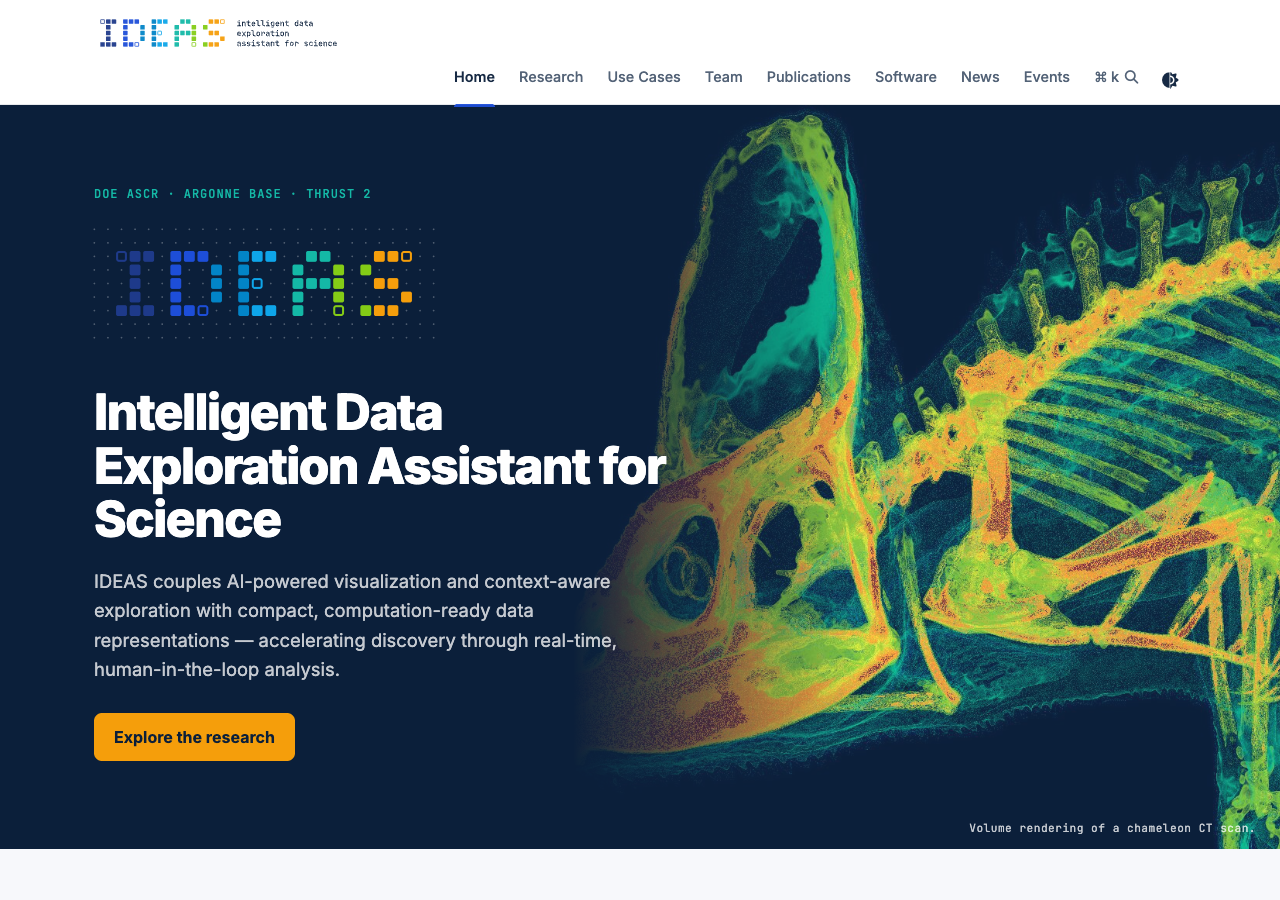 IDEAS
intelligent data
exploration
assistant for science
Home Research Use Cases Team Publications Software News Events ⌘ k
DOE ASCR · ARGONNE BASE · THRUST 2
IDEAS
Intelligent Data
Exploration Assistant for
Science
IDEAS couples AI-powered visualization and context-aware
exploration with compact, computation-ready data
representations — accelerating discovery through real-time,
human-in-the-loop analysis.
Explore the research
Volume rendering of a chameleon CT scan.